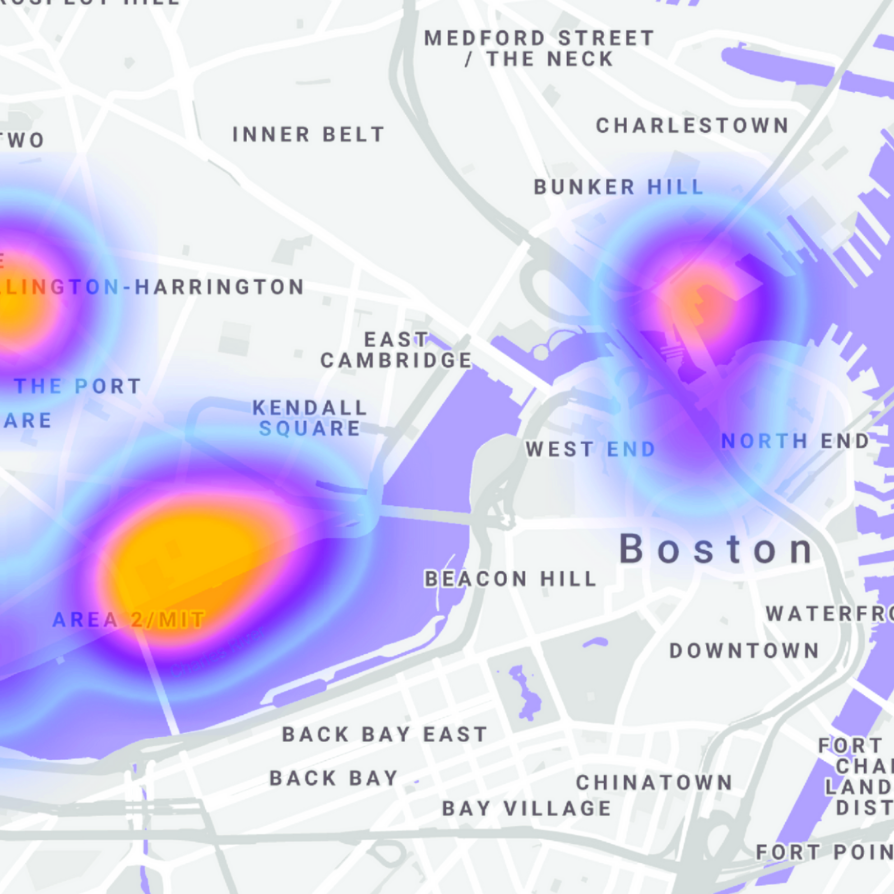 MEDFORD STREET
/ THE NECK
CHARLESTOWN
INNER BELT
TWO
BUNKER HILL
LLINGTON-HARRINGTON
EAST
CAMBRIDGE
THE PORT
KENDALL
SQUARE
ARE
WEST END
NORTH END
Boston
BEACON HILL
AREA 2/MIT
WATERFRO
DOWNTOWN
BACK BAY EAST
FORT
CHA
LAND
DIST
BACK BAY
CHINATOWN
BAY VILLAGE
FORT POIN